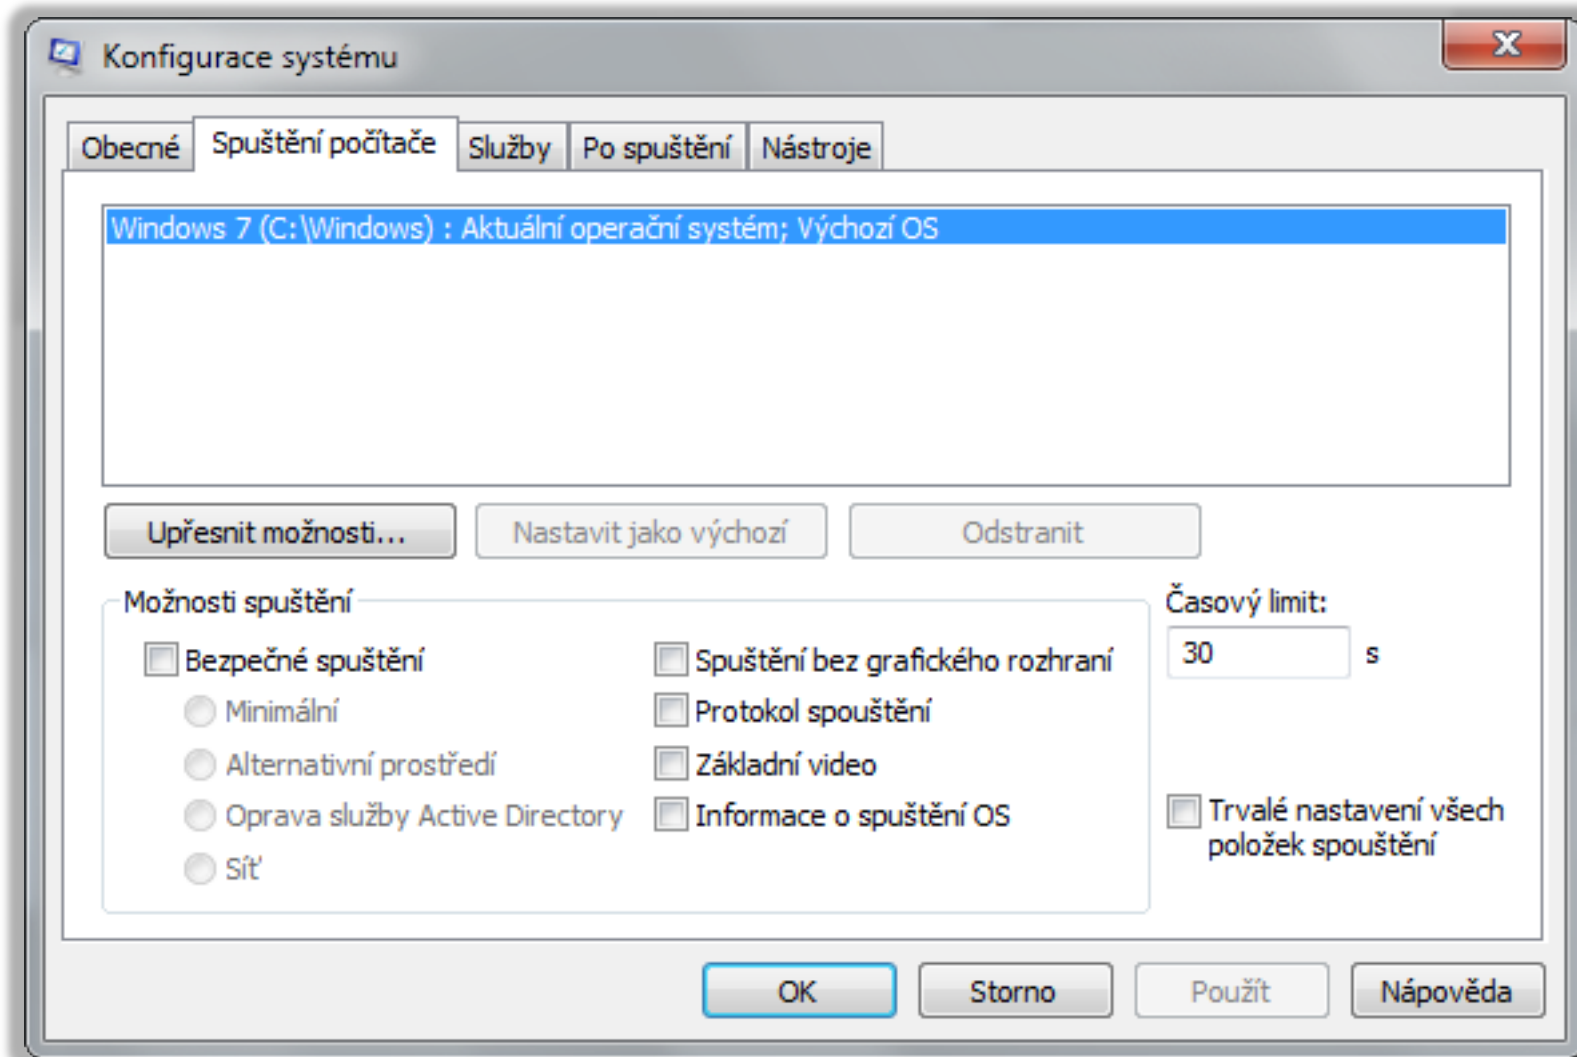 Konfigurace systému
Obecné
Spuštění počítače
Služby
Po spuštění
Nástroje
Windows 7 (C:\Windows) : Aktuální operační systém; Výchozí OS
Upřesnit možnosti...
Nastavit jako výchozí
Odstranit
Možnosti spuštění
Bezpečné spuštění
Minimální
Alternativní prostředí
Oprava služby Active Directory
Síť
Spuštění bez grafického rozhraní
Protokol spouštění
Základní video
Informace o spuštění OS
Časový limit:
30 s
Trvalé nastavení všech
položek spouštění
OK
Storno
Použít
Nápověda